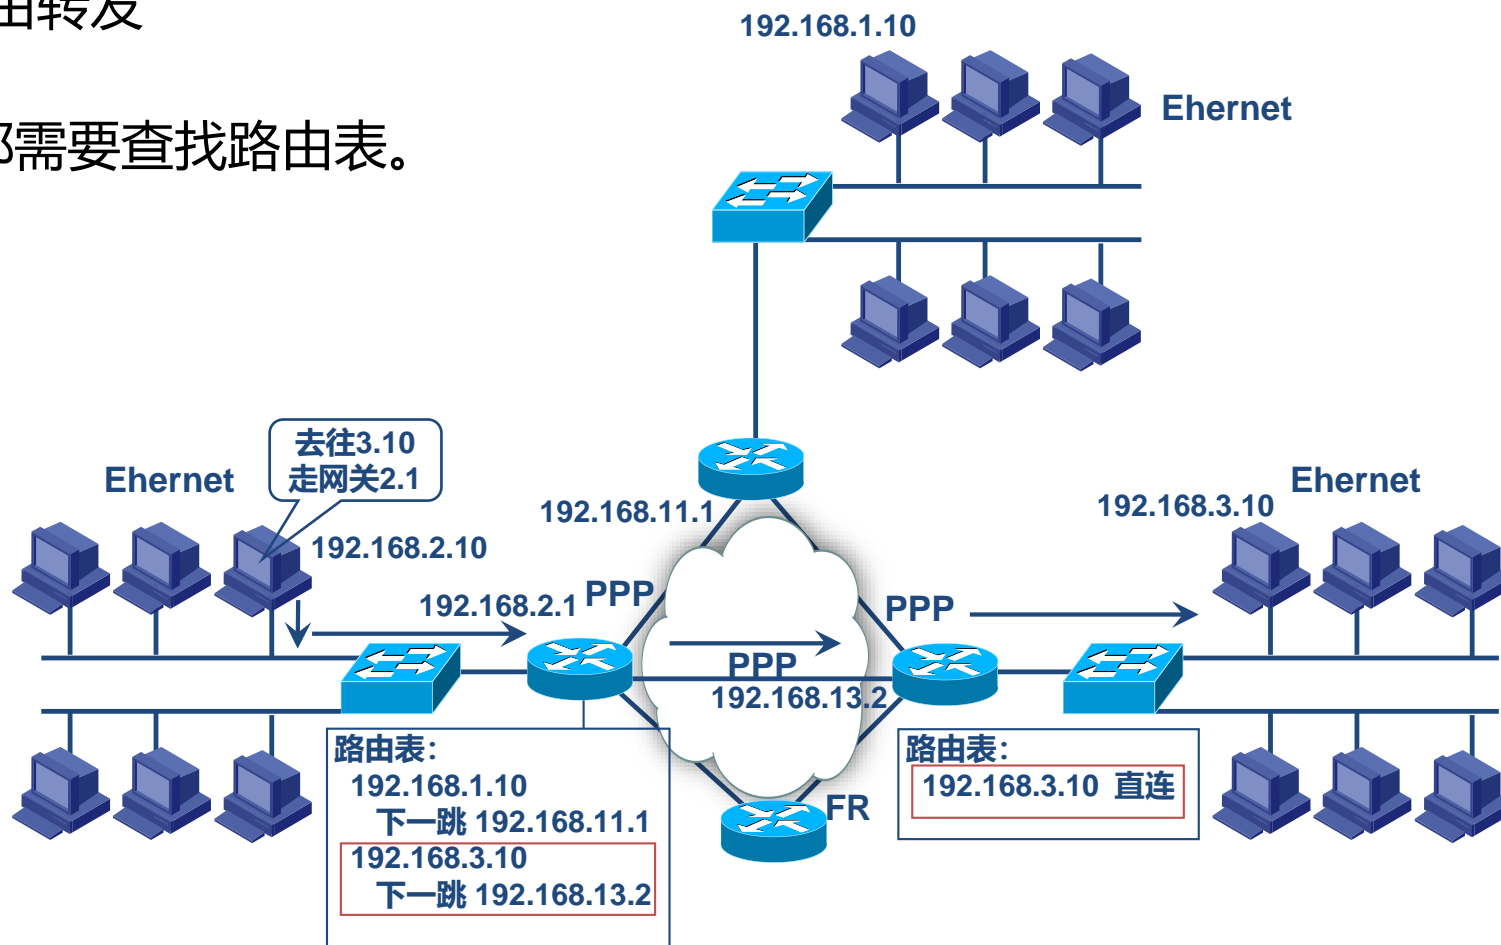 由转发
都需要查找路由表。
192.168.1.10
Ehernet
去往3.10
走网关2.1
Ehernet
192.168.2.10
192.168.2.1
192.168.11.1
PPP
PPP
PPP
192.168.13.2
192.168.3.10
Ehernet
FR
路由表:
192.168.1.10
下一跳 192.168.11.1
192.168.3.10
下一跳 192.168.13.2
路由表:
192.168.3.10 直连